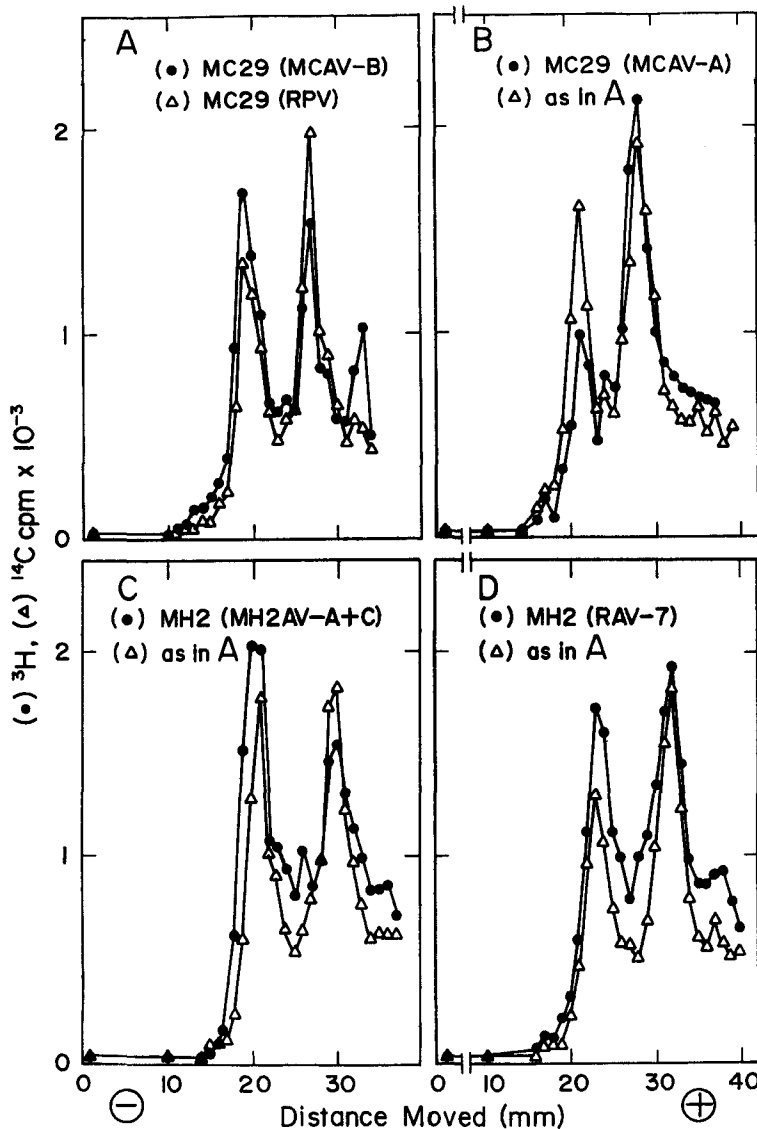 A
(●) MC29 (MCAV-B)
(△) MC29 (RPV)
B
(●) MC29 (MCAV-A)
(△) as in A
C
(●) MH2 (MH2AV-A+C)
(△) as in A
D
(●) MH2 (RAV-7)
(△) as in A
(●) ³H, (△) ¹⁴C cpm x 10⁻³
2
1
0
2
1
0
0 10 20 30
0 10 20 30 40
⊖ Distance Moved (mm) ⊕